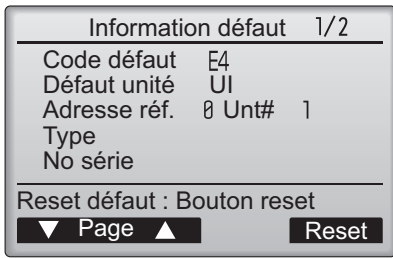 Information défaut 1/2
Code défaut E4
Défaut unité UI
Adresse réf. 0 Unt# 1
Type
No série
Reset défaut : Bouton reset
▼ Page ▲ Reset